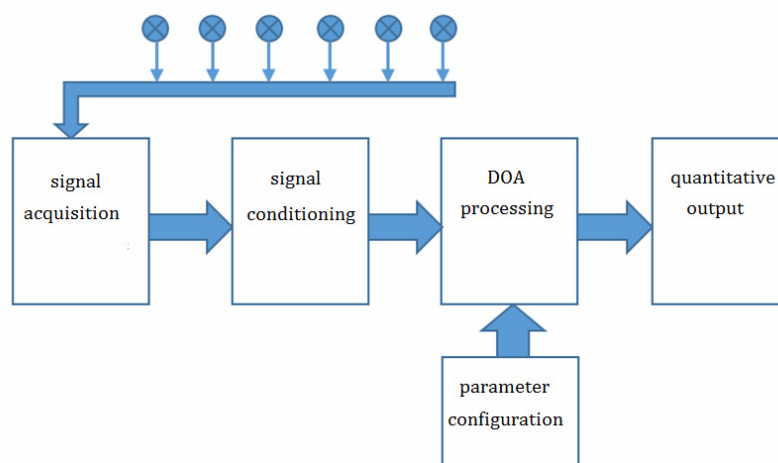 signal
acquisition
signal
conditioning
DOA
processing
quantitative
output
parameter
configuration